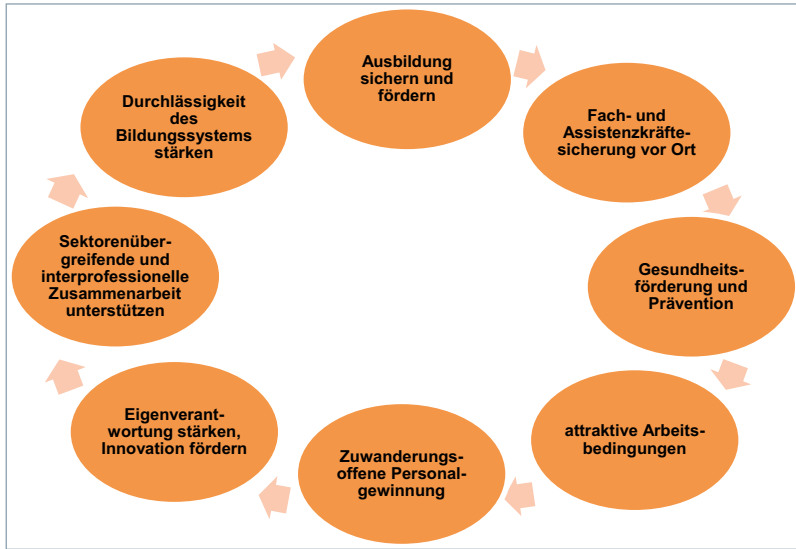 Ausbildung
sichern und
fördern
Fach- und
Assistenzkräfte-
sicherung vor Ort
Gesundheits-
förderung und
Prävention
attraktive Arbeits-
bedingungen
Zuwanderungs-
offene Personal-
gewinnung
Eigenverant-
wortung stärken,
Innovation fördern
Sektorenüber-
greifende und
interprofessionelle
Zusammenarbeit
unterstützen
Durchlässigkeit
des
Bildungssystems
stärken